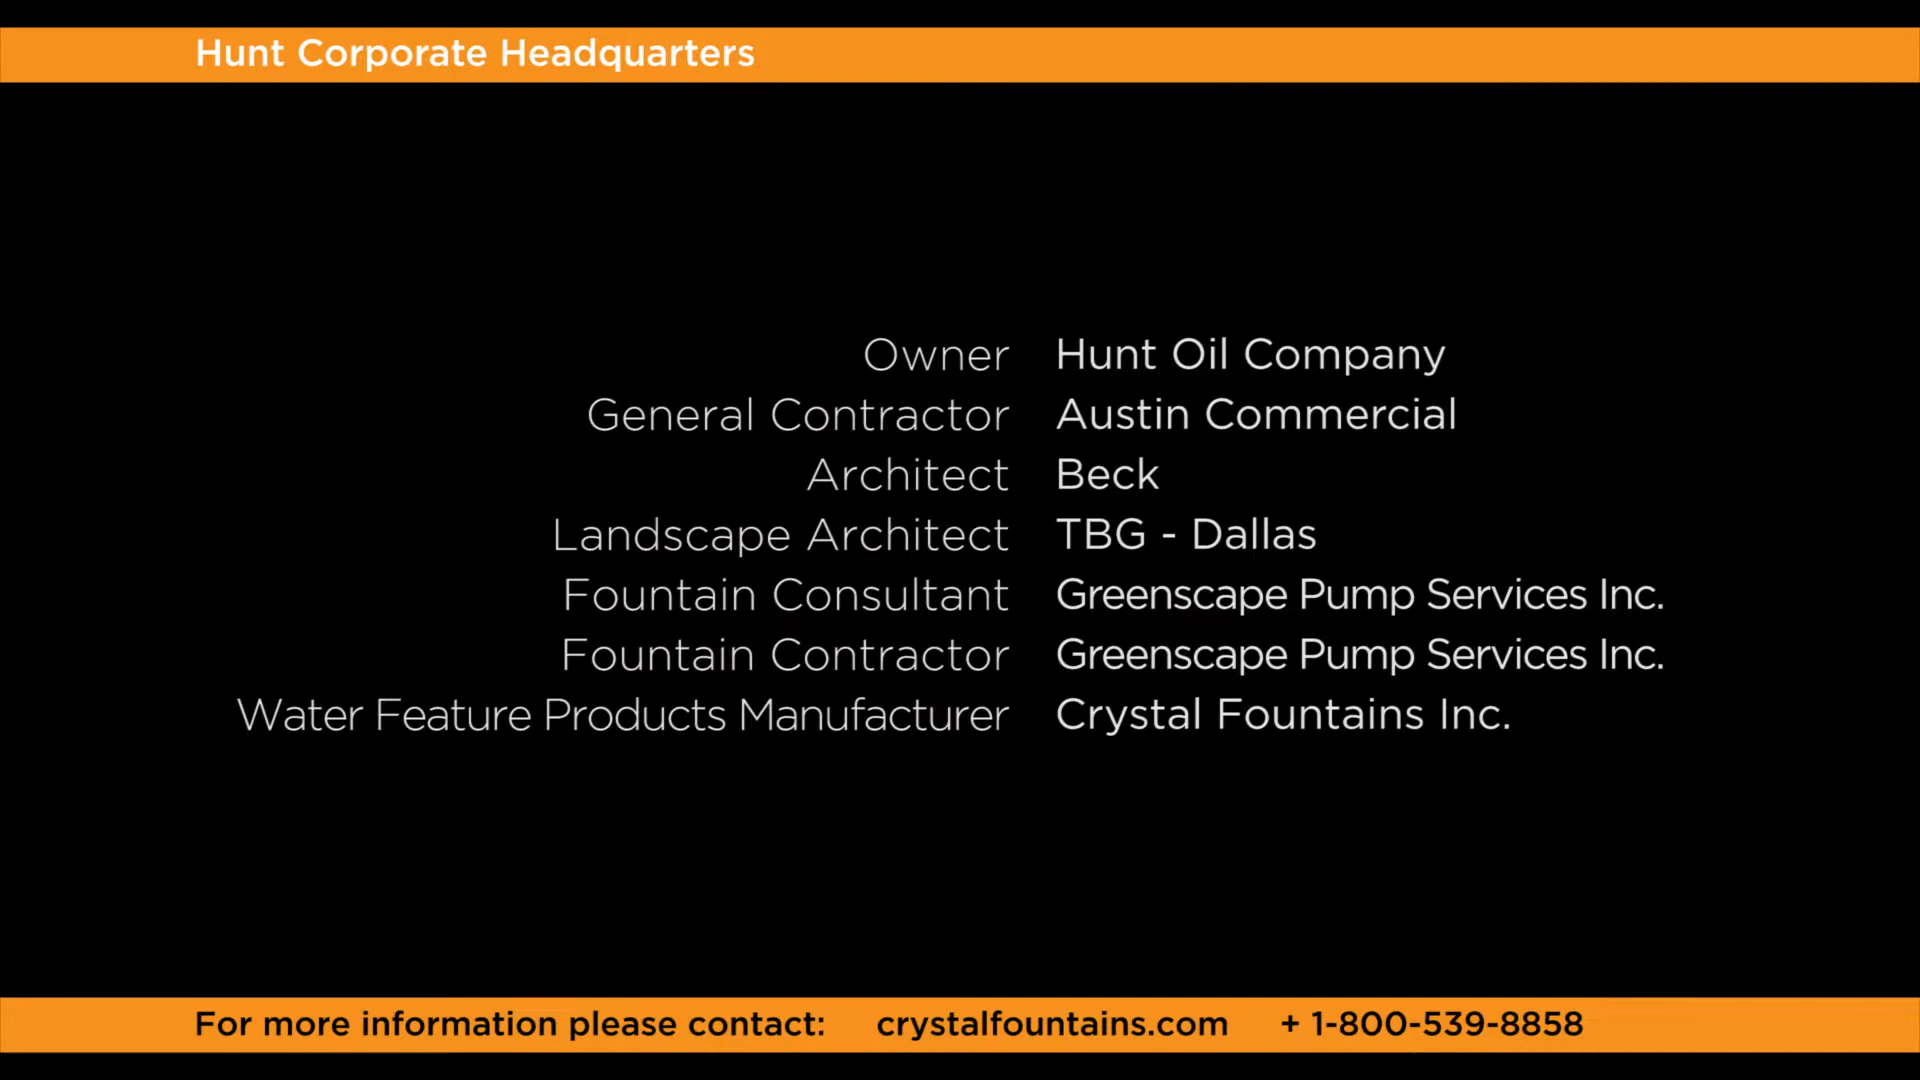 Hunt Corporate Headquarters
Owner Hunt Oil Company
General Contractor Austin Commercial
Architect Beck
Landscape Architect TBG - Dallas
Fountain Consultant Greenscape Pump Services Inc.
Fountain Contractor Greenscape Pump Services Inc.
Water Feature Products Manufacturer Crystal Fountains Inc.
For more information please contact: crystalfountains.com + 1-800-539-8858